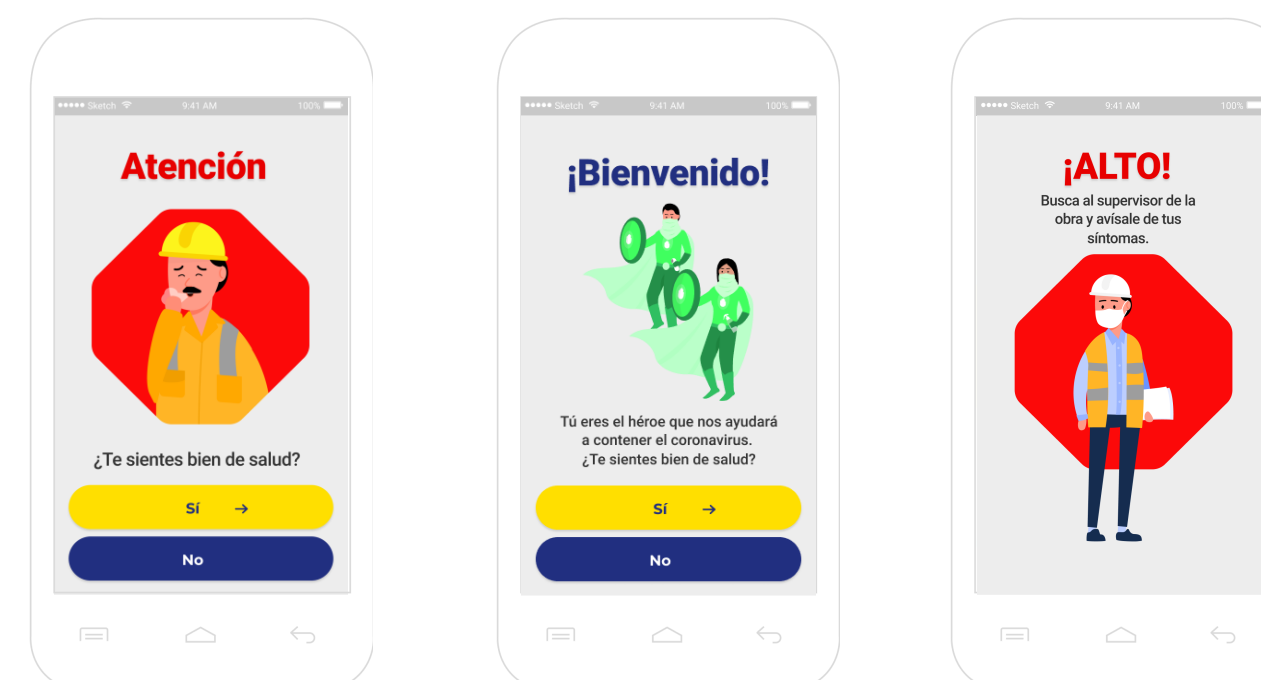 Sketch 9:41 AM 100%
Atención
¿Te sientes bien de salud?
Sí →
No
Sketch 9:41 AM 100%
¡Bienvenido!
Tú eres el héroe que nos ayudará
a contener el coronavirus.
¿Te sientes bien de salud?
Sí →
No
Sketch 9:41 AM 100%
¡ALTO!
Busca al supervisor de la
obra y avísale de tus
síntomas.